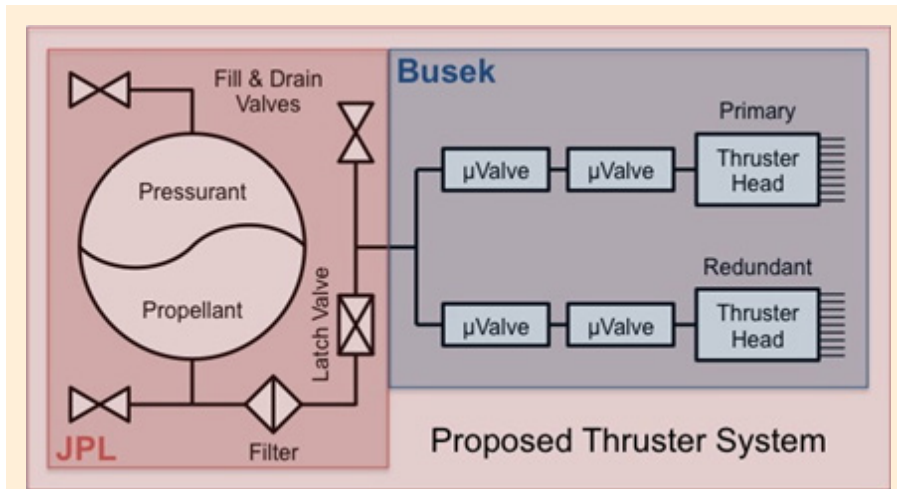 Fill & Drain
Valves
Busek
Primary
Pressurant
µValve
µValve
Thruster
Head
Propellant
Latch Valve
Redundant
µValve
µValve
Thruster
Head
JPL
Filter
Proposed Thruster System